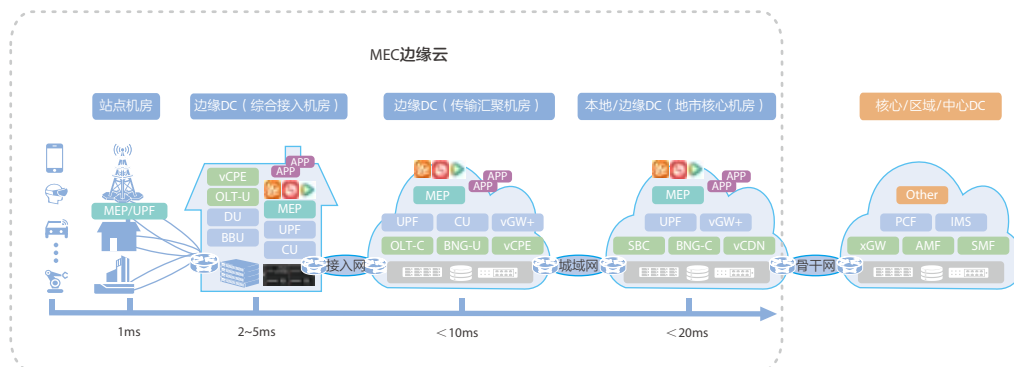 MEC边缘云
站点机房
边缘DC（综合接入机房）
边缘DC（传输汇聚机房）
本地/边缘DC（地市核心机房）
核心/区域/中心DC
MEP/UPF
vCPE
OLT-U
DU
BBU
APP
APP
MEP
UPF
CU
接入网
APP
APP
MEP
UPF
CU
vGW+
OLT-C
BNG-U
vCPE
城域网
APP
APP
MEP
UPF
vGW+
SBC
BNG-C
vCDN
骨干网
Other
PCF
IMS
xGW
AMF
SMF
1ms
2~5ms
＜10ms
＜20ms